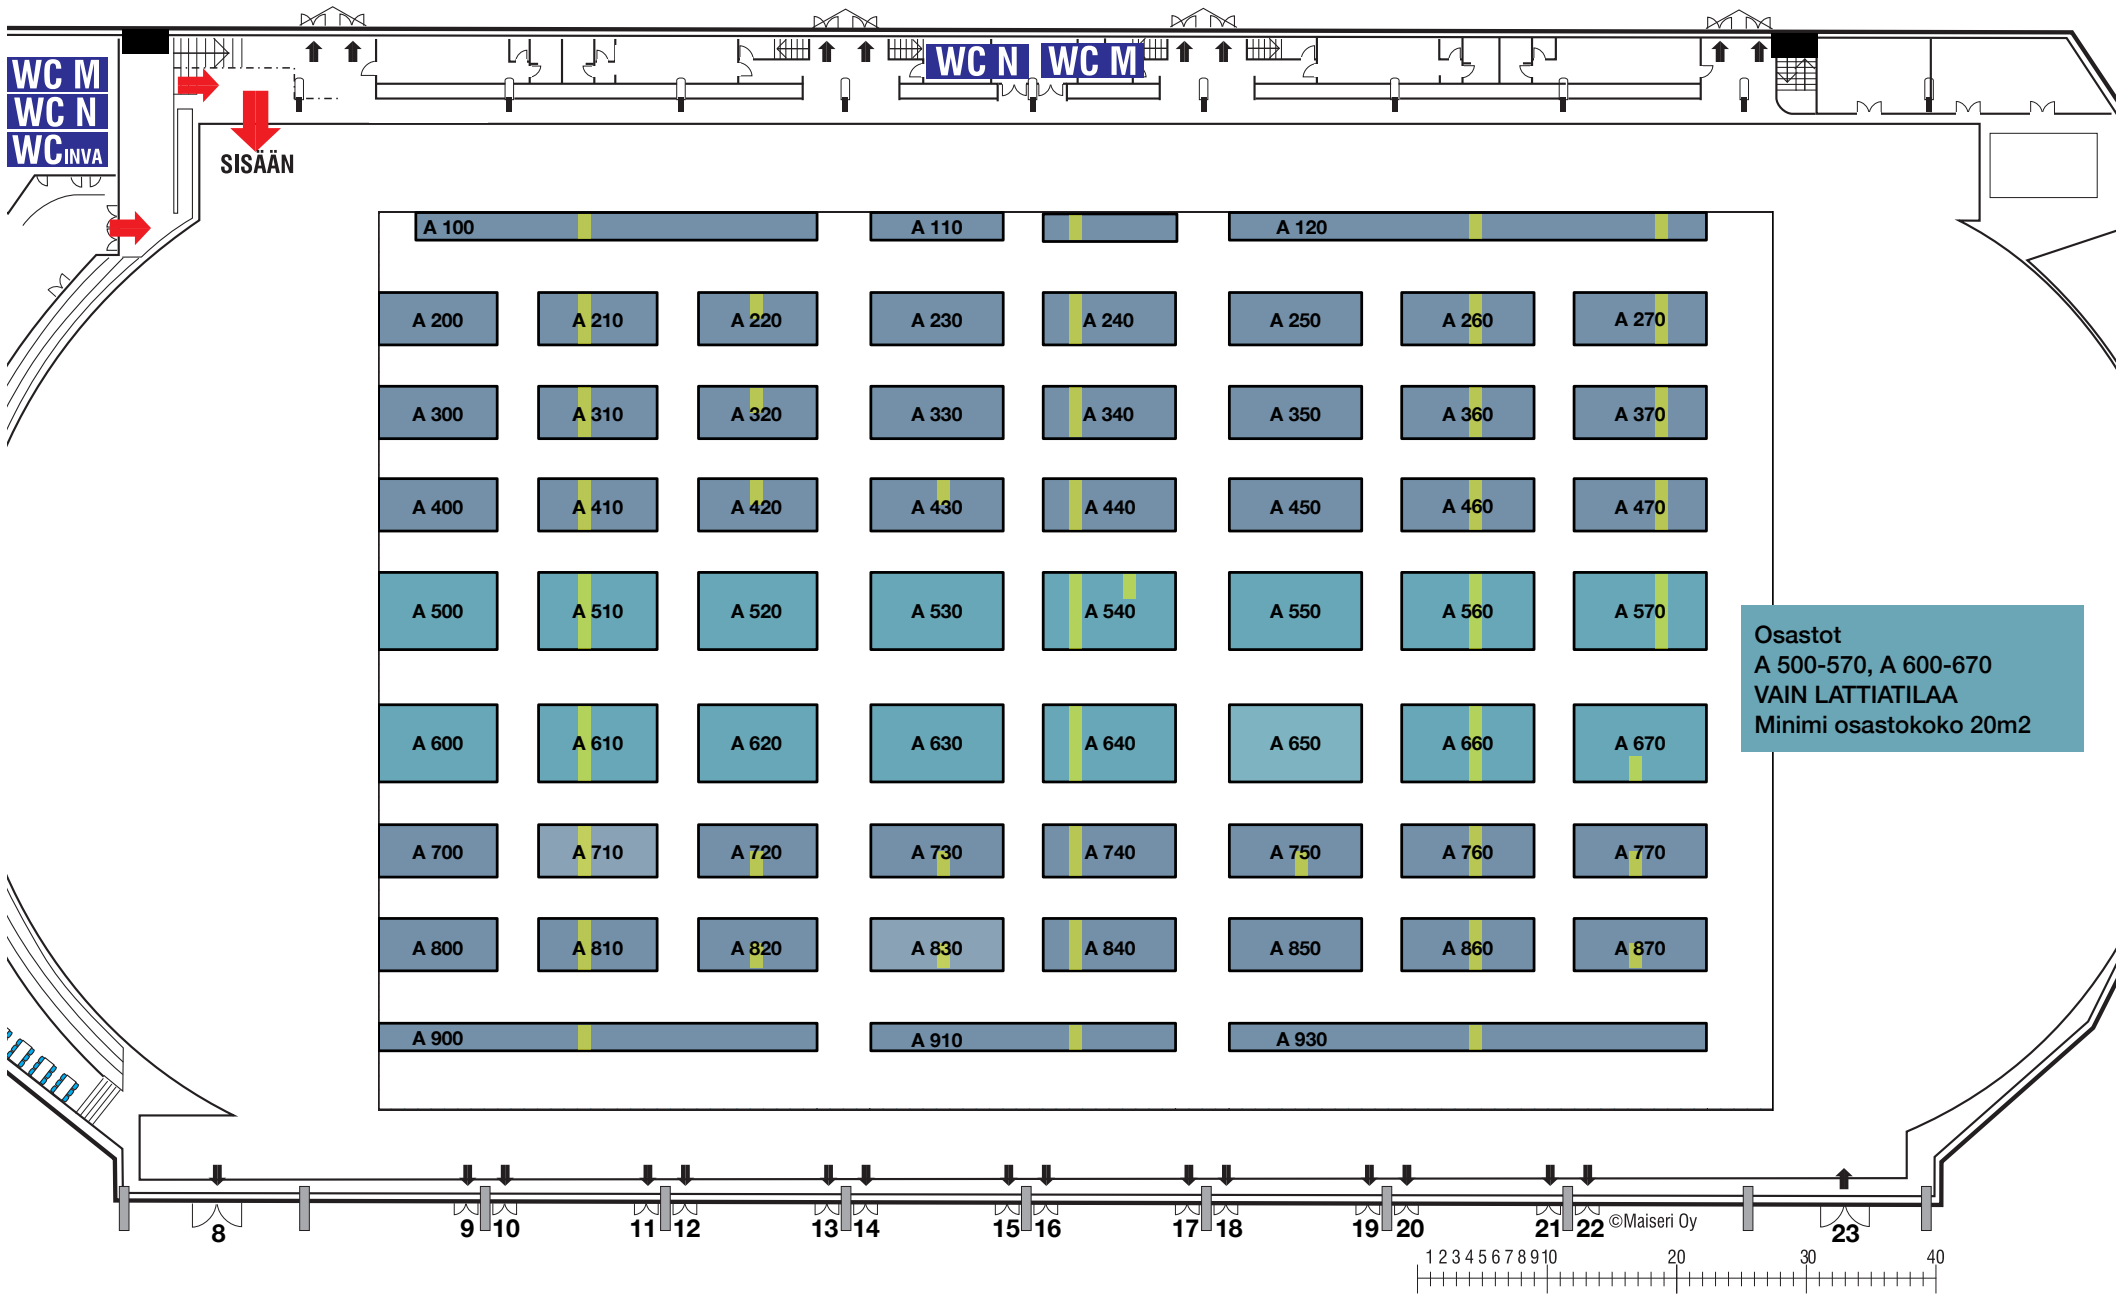 WC M
WC N
WC INVA
WC N
WC M
SISÄÄN
A 100
A 110
A 120
A 200
A 210
A 220
A 230
A 240
A 250
A 260
A 270
A 300
A 310
A 320
A 330
A 340
A 350
A 360
A 370
A 400
A 410
A 420
A 430
A 440
A 450
A 460
A 470
A 500
A 510
A 520
A 530
A 540
A 550
A 560
A 570
Osastot
A 500-570, A 600-670
VAIN LATTIATILAA
Minimi osastokoko 20m2
A 600
A 610
A 620
A 630
A 640
A 650
A 660
A 670
A 700
A 710
A 720
A 730
A 740
A 750
A 760
A 770
A 800
A 810
A 820
A 830
A 840
A 850
A 860
A 870
A 900
A 910
A 930
8
9
10
11
12
13
14
15
16
17
18
19
20
21
22
©Maiseri Oy
23
1 2 3 4 5 6 7 8 9 10 20 30 40